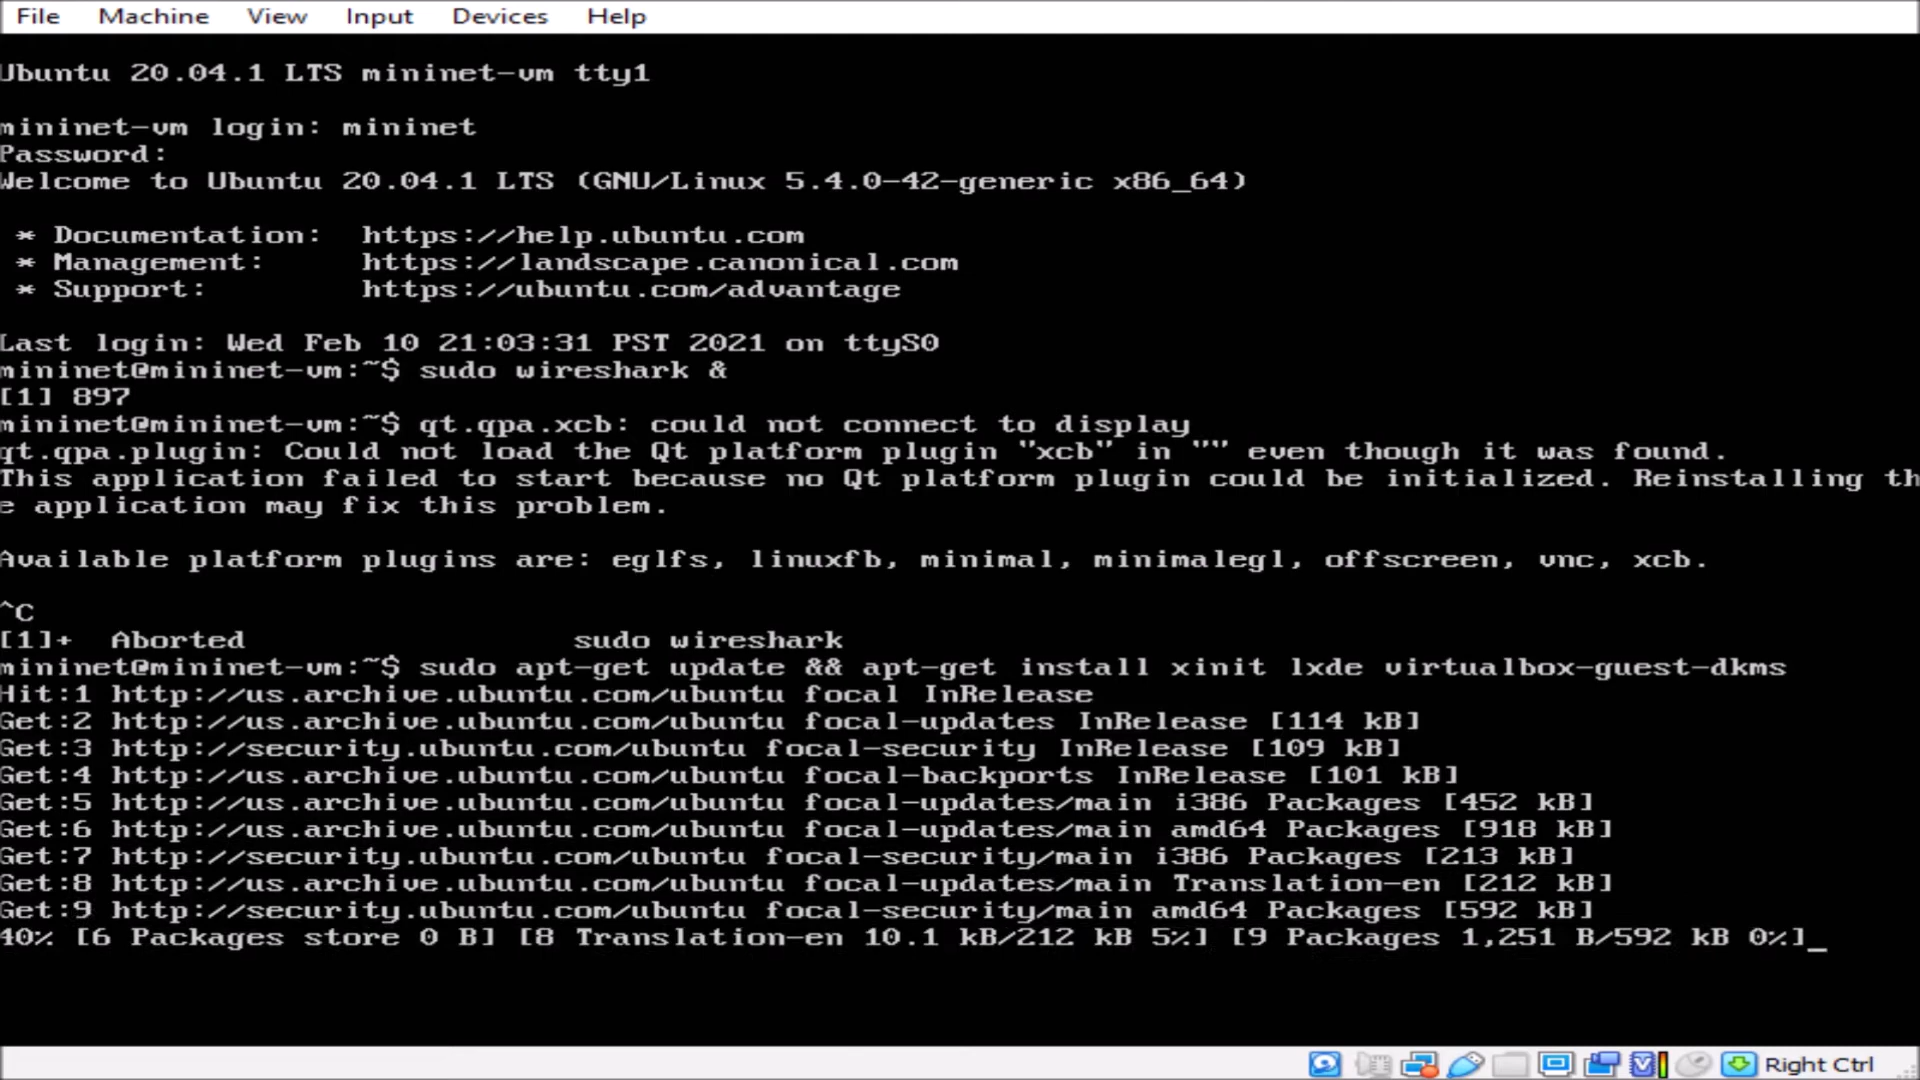 File Machine View Input Devices Help
Ubuntu 20.04.1 LTS mininet-vm tty1
mininet-vm login: mininet
Password:
Welcome to Ubuntu 20.04.1 LTS (GNU/Linux 5.4.0-42-generic x86_64)
* Documentation: https://help.ubuntu.com
* Management: https://landscape.canonical.com
* Support: https://ubuntu.com/advantage
Last login: Wed Feb 10 21:03:31 PST 2021 on ttyS0
mininet@mininet-vm:~$ sudo wireshark &
[1] 897
mininet@mininet-vm:~$ qt.qpa.xcb: could not connect to display
qt.qpa.plugin: Could not load the Qt platform plugin "xcb" in "" even though it was found.
This application failed to start because no Qt platform plugin could be initialized. Reinstalling th
e application may fix this problem.
Available platform plugins are: eglfs, linuxfb, minimal, minimalegl, offscreen, vnc, xcb.
^C
[1]+ Aborted sudo wireshark
mininet@mininet-vm:~$ sudo apt-get update && apt-get install xinit lxde virtualbox-guest-dkms
Hit:1 http://us.archive.ubuntu.com/ubuntu focal InRelease
Get:2 http://us.archive.ubuntu.com/ubuntu focal-updates InRelease [114 kB]
Get:3 http://security.ubuntu.com/ubuntu focal-security InRelease [109 kB]
Get:4 http://us.archive.ubuntu.com/ubuntu focal-backports InRelease [101 kB]
Get:5 http://us.archive.ubuntu.com/ubuntu focal-updates/main i386 Packages [452 kB]
Get:6 http://us.archive.ubuntu.com/ubuntu focal-updates/main amd64 Packages [918 kB]
Get:7 http://security.ubuntu.com/ubuntu focal-security/main i386 Packages [213 kB]
Get:8 http://us.archive.ubuntu.com/ubuntu focal-updates/main Translation-en [212 kB]
Get:9 http://security.ubuntu.com/ubuntu focal-security/main amd64 Packages [592 kB]
40% [6 Packages store 0 B] [8 Translation-en 10.1 kB/212 kB 5%] [9 Packages 1,251 B/592 kB 0%]_
Right Ctrl